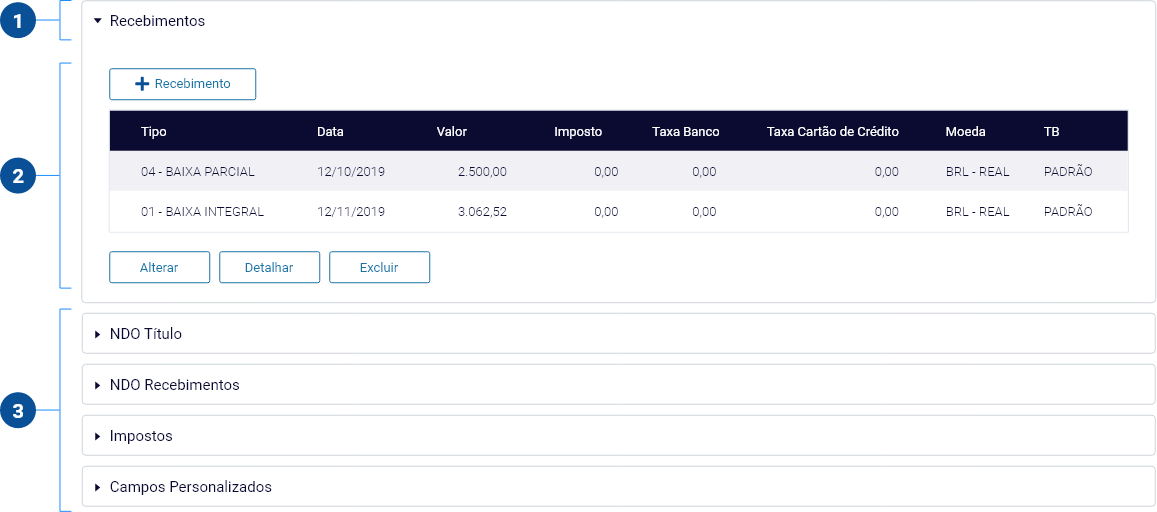 1
Recebimentos
2
Recebimento
Tipo Data Valor Imposto Taxa Banco Taxa Cartão de Crédito Moeda TB
04 - BAIXA PARCIAL 12/10/2019 2.500,00 0,00 0,00 0,00 BRL - REAL PADRÃO
01 - BAIXA INTEGRAL 12/11/2019 3.062,52 0,00 0,00 0,00 BRL - REAL PADRÃO
Alterar Detalhar Excluir
3
NDO Título
NDO Recebimentos
Impostos
Campos Personalizados